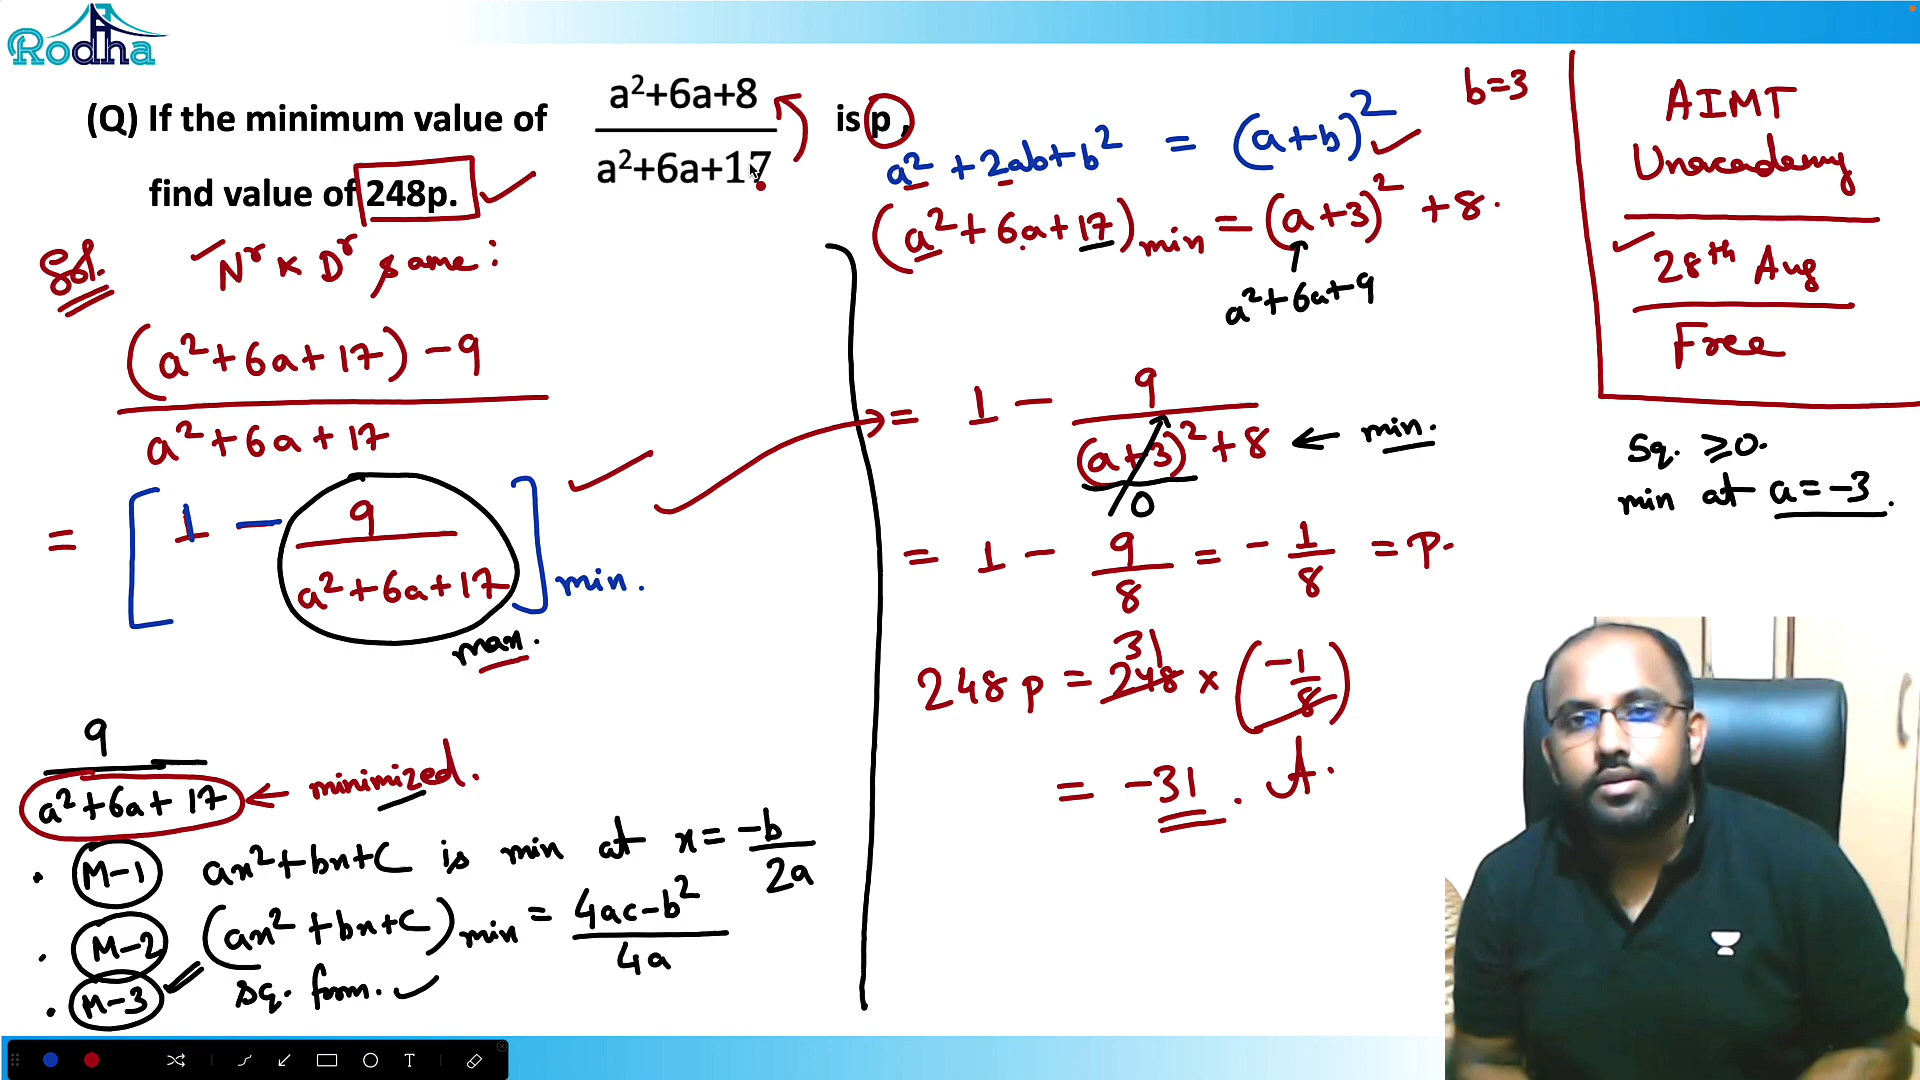 Rodha
(Q) If the minimum value of a²+6a+8 / a²+6a+17 is p,
find value of 248p.
Sol.
Nʳ & Dʳ same:
(a²+6a+17) -9
a²+6a+17
= [1 - 9 / a²+6a+17] min.
max.
9
a²+6a+17 ← minimized.
• M-1 ax²+bx+c is min at x = -b/2a
• M-2 (ax²+bx+c)min = 4ac-b² / 4a
• M-3 sq. form. ✓
b=3
a²+2ab+b² = (a+b)² ✓
(a²+6a+17)min = (a+3)² +8.
↑
a²+6a+9
= 1 - 9 / (a+3)²+8 ← min.
0
= 1 - 9/8 = -1/8 = P.
31
248p = 248 × (-1/8)
= -31. A.
AIMT
Unacademy
✓ 28th Aug
Free
Sq. ≥0.
min at a=-3.
T